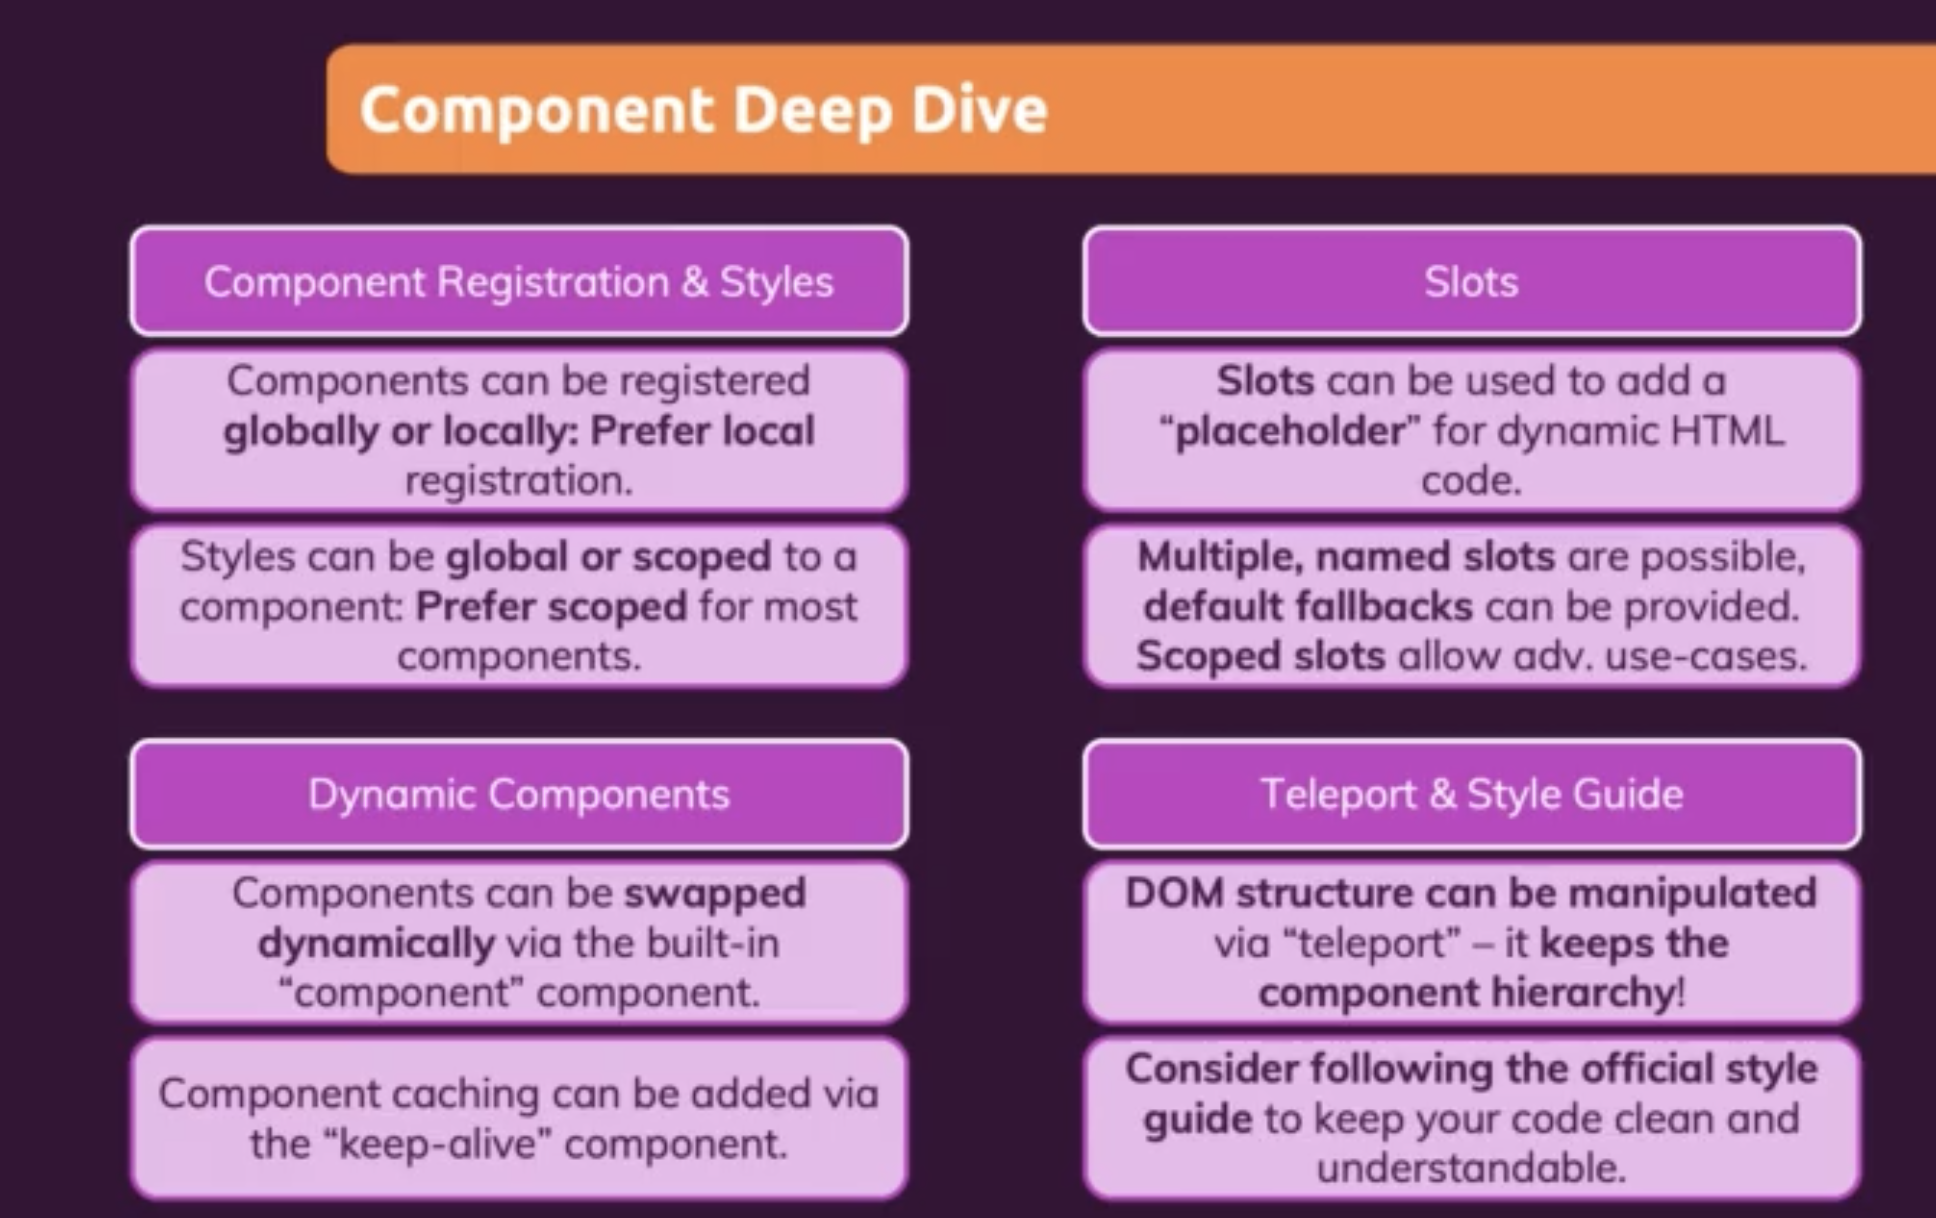 Component Deep Dive
Component Registration & Styles
Components can be registered
globally or locally: Prefer local
registration.
Styles can be global or scoped to a
component: Prefer scoped for most
components.
Slots
Slots can be used to add a
“placeholder” for dynamic HTML
code.
Multiple, named slots are possible,
default fallbacks can be provided.
Scoped slots allow adv. use-cases.
Dynamic Components
Components can be swapped
dynamically via the built-in
“component” component.
Component caching can be added via
the “keep-alive” component.
Teleport & Style Guide
DOM structure can be manipulated
via “teleport” – it keeps the
component hierarchy!
Consider following the official style
guide to keep your code clean and
understandable.